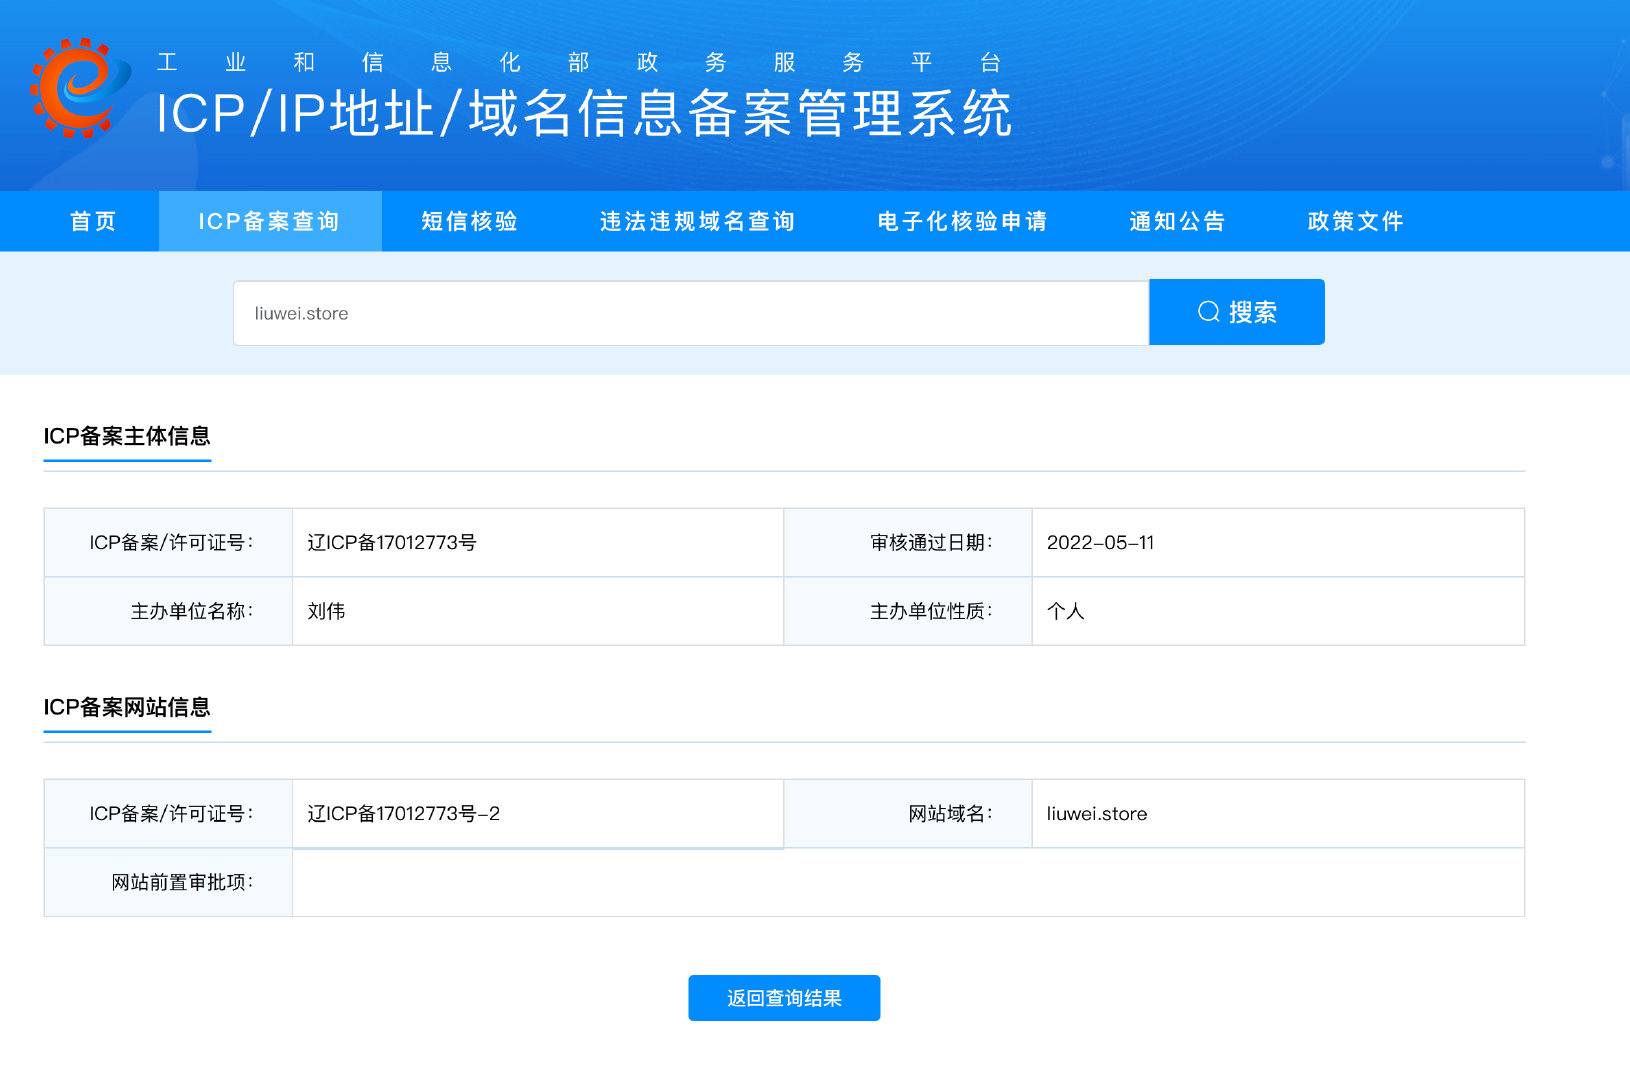 工业和信息化部政务服务平台
ICP/IP地址/域名信息备案管理系统
首页 ICP备案查询 短信核验 违法违规域名查询 电子化核验申请 通知公告 政策文件
liuwei.store 搜索
ICP备案主体信息
ICP备案/许可证号： 辽ICP备17012773号 审核通过日期： 2022-05-11
主办单位名称： 刘伟 主办单位性质： 个人
ICP备案网站信息
ICP备案/许可证号： 辽ICP备17012773号-2 网站域名： liuwei.store
网站前置审批项：
返回查询结果